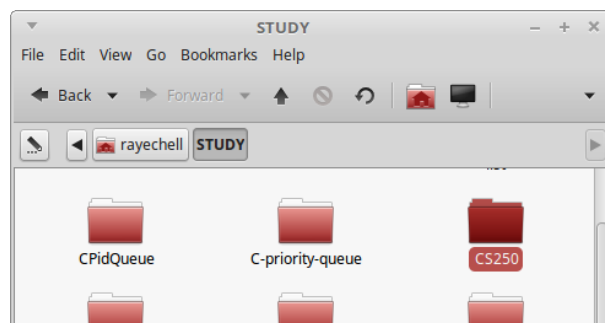 STUDY
File Edit View Go Bookmarks Help
Back Forward
rayechell STUDY
CPidQueue C-priority-queue CS250